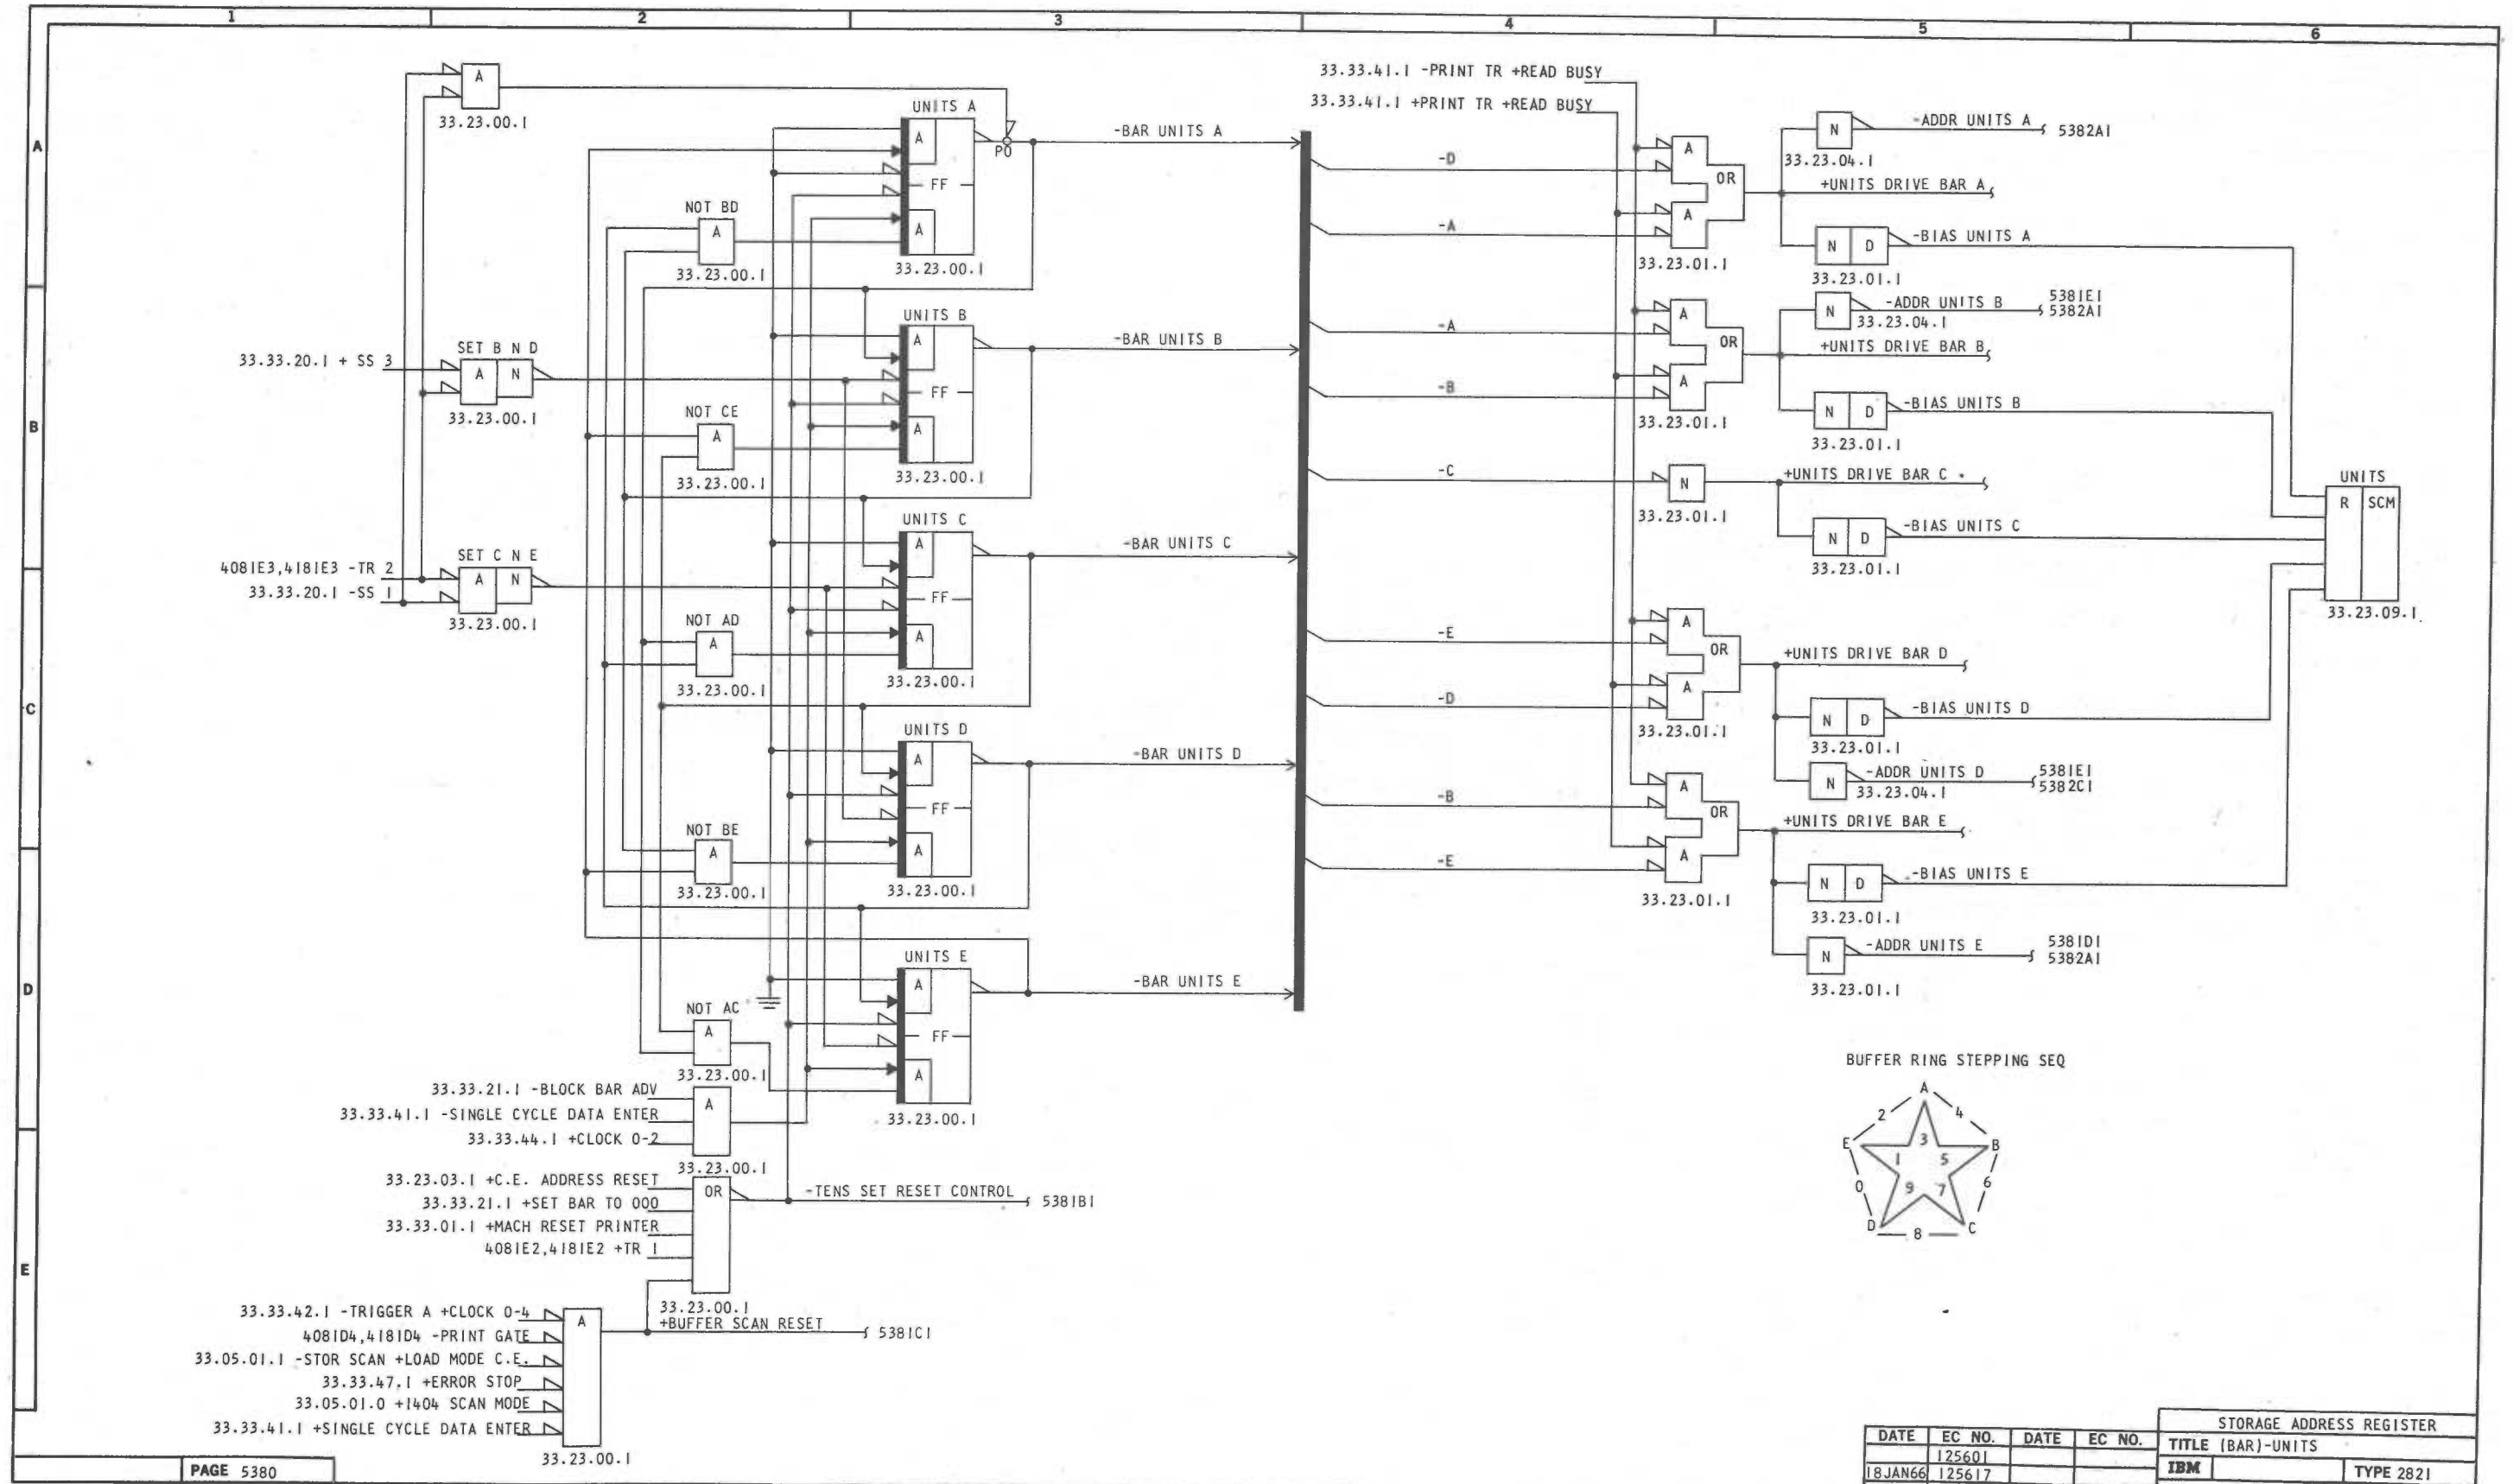 1 2 3 4 5 6
A
B
C
D
E
A
33.23.00.1
UNITS A
A
FF
A
33.23.00.1
P0
-BAR UNITS A
NOT BD
A
33.23.00.1
UNITS B
A
FF
A
33.23.00.1
-BAR UNITS B
33.33.20.1 + SS 3
SET B N D
A N
33.23.00.1
NOT CE
A
33.23.00.1
UNITS C
A
FF
A
33.23.00.1
-BAR UNITS C
4081E3,4181E3 -TR 2
33.33.20.1 -SS 1
SET C N E
A N
33.23.00.1
NOT AD
A
33.23.00.1
UNITS D
A
FF
A
33.23.00.1
-BAR UNITS D
NOT BE
A
33.23.00.1
UNITS E
A
FF
A
33.23.00.1
-BAR UNITS E
NOT AC
A
33.23.00.1
33.33.21.1 -BLOCK BAR ADV
33.33.41.1 -SINGLE CYCLE DATA ENTER
33.33.44.1 +CLOCK 0-2
A
33.23.00.1
33.23.03.1 +C.E. ADDRESS RESET
33.33.21.1 +SET BAR TO 000
33.33.01.1 +MACH RESET PRINTER
4081E2,4181E2 +TR 1
OR
33.23.00.1
-TENS SET RESET CONTROL 5381B1
33.33.42.1 -TRIGGER A +CLOCK 0-4
4081D4,4181D4 -PRINT GATE
33.05.01.1 -STOR SCAN +LOAD MODE C.E.
33.33.47.1 +ERROR STOP
33.05.01.0 +1404 SCAN MODE
33.33.41.1 +SINGLE CYCLE DATA ENTER
A
33.23.00.1
+BUFFER SCAN RESET 5381C1
33.33.41.1 -PRINT TR +READ BUSY
33.33.41.1 +PRINT TR +READ BUSY
-D
-A
A
OR
A
33.23.01.1
N
-ADDR UNITS A 5382A1
33.23.04.1
+UNITS DRIVE BAR A
N D
-BIAS UNITS A
33.23.01.1
-A
-B
A
OR
A
33.23.01.1
N
-ADDR UNITS B 5381E1
5382A1
33.23.04.1
+UNITS DRIVE BAR B
N D
-BIAS UNITS B
33.23.01.1
-C
N
33.23.01.1
+UNITS DRIVE BAR C
N D
-BIAS UNITS C
33.23.01.1
UNITS
R SCM
33.23.09.1
-E
-D
A
OR
A
33.23.01.1
+UNITS DRIVE BAR D
N D
-BIAS UNITS D
33.23.01.1
N
-ADDR UNITS D 5381E1
5382C1
33.23.04.1
-B
-E
A
OR
A
33.23.01.1
+UNITS DRIVE BAR E
N D
-BIAS UNITS E
33.23.01.1
N
-ADDR UNITS E 5381D1
5382A1
33.23.01.1
BUFFER RING STEPPING SEQ
A
2 4
E 3 B
1 5
0 9 7 6
D 8 C
PAGE 5380
DATE EC NO. DATE EC NO.
125601
18JAN66 125617
STORAGE ADDRESS REGISTER
TITLE (BAR)-UNITS
IBM TYPE 2821